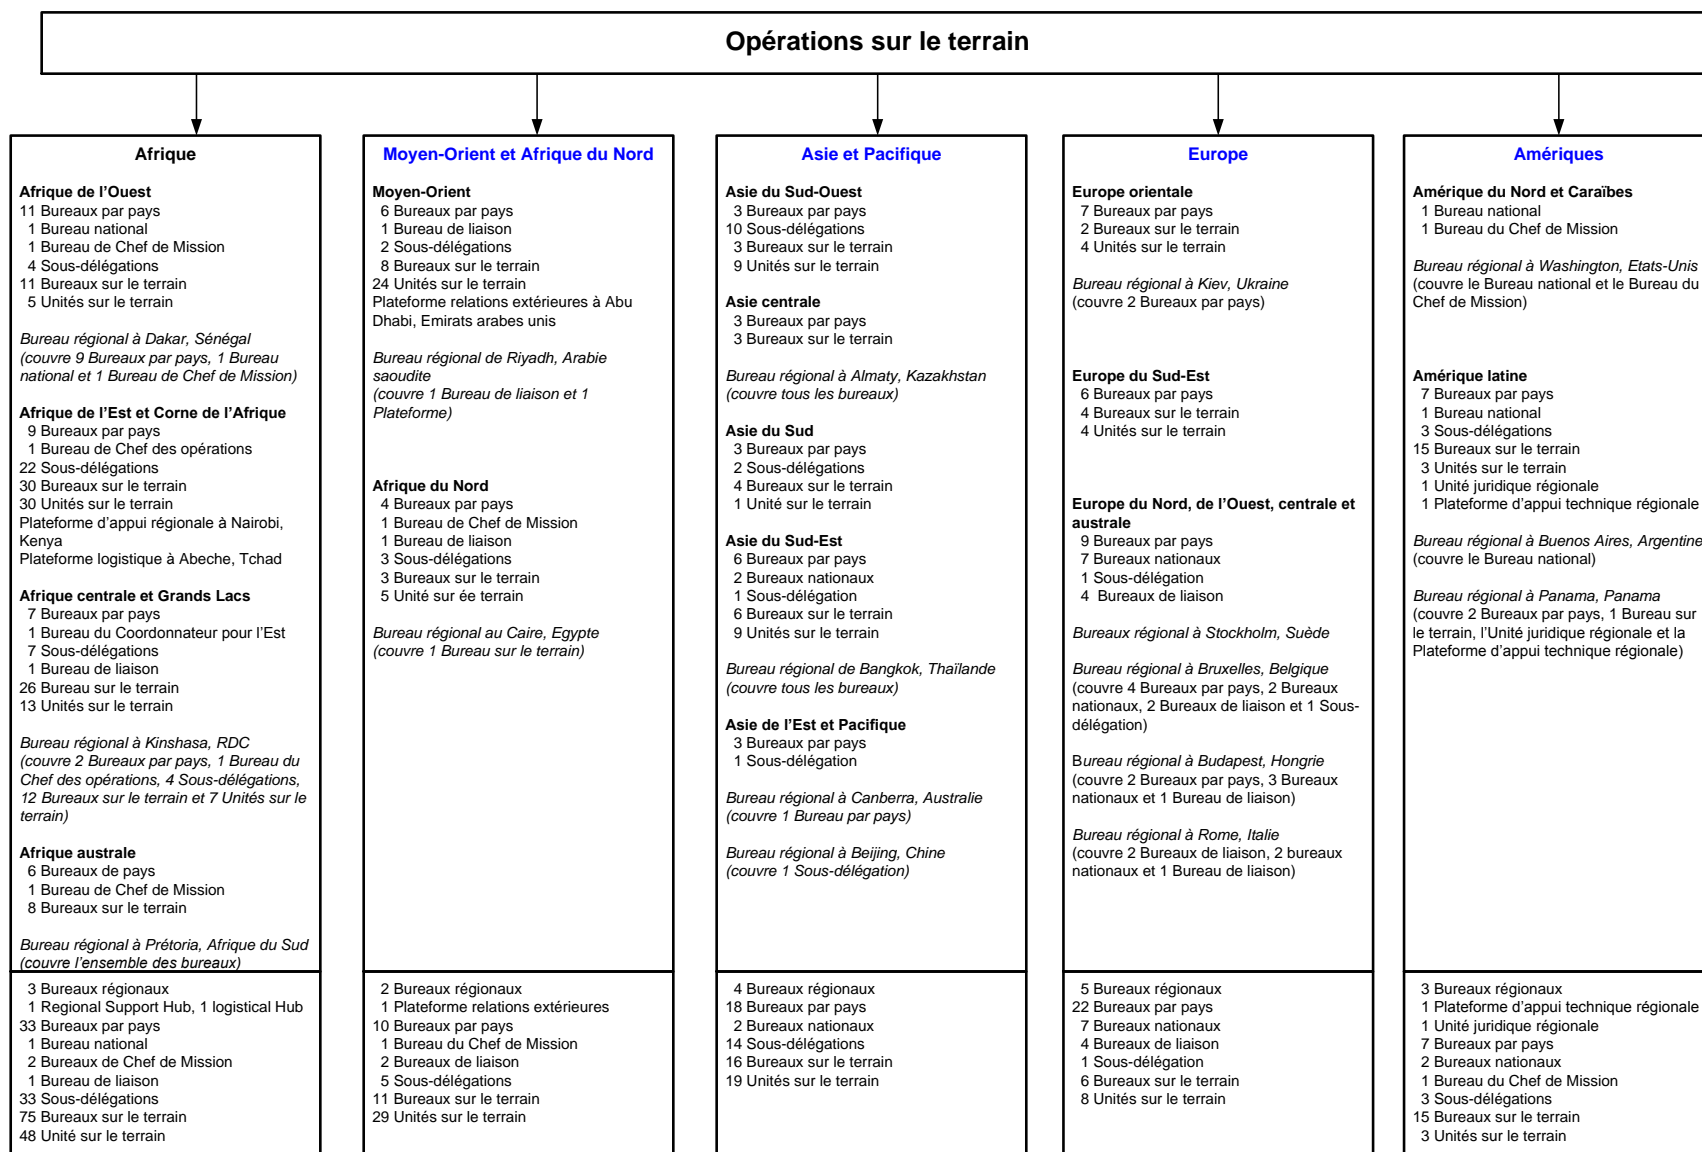 Opérations sur le terrain
Afrique
Afrique de l'Ouest
11 Bureaux par pays
1 Bureau national
1 Bureau de Chef de Mission
4 Sous-délégations
11 Bureaux sur le terrain
5 Unités sur le terrain
Bureau régional à Dakar, Sénégal
(couvre 9 Bureaux par pays, 1 Bureau
national et 1 Bureau de Chef de Mission)
Afrique de l'Est et Corne de l'Afrique
9 Bureaux par pays
1 Bureau de Chef des opérations
22 Sous-délégations
30 Bureaux sur le terrain
30 Unités sur le terrain
Plateforme d'appui régionale à Nairobi,
Kenya
Plateforme logistique à Abeche, Tchad
Afrique centrale et Grands Lacs
7 Bureaux par pays
1 Bureau du Coordonnateur pour l'Est
7 Sous-délégations
1 Bureau de liaison
26 Bureau sur le terrain
13 Unités sur le terrain
Bureau régional à Kinshasa, RDC
(couvre 2 Bureaux par pays, 1 Bureau du
Chef des opérations, 4 Sous-délégations,
12 Bureaux sur le terrain et 7 Unités sur le
terrain)
Afrique australe
6 Bureaux de pays
1 Bureau de Chef de Mission
8 Bureaux sur le terrain
Bureau régional à Prétoria, Afrique du Sud
(couvre l'ensemble des bureaux)
3 Bureaux régionaux
1 Regional Support Hub, 1 logistical Hub
33 Bureaux par pays
1 Bureau national
2 Bureaux de Chef de Mission
1 Bureau de liaison
33 Sous-délégations
75 Bureaux sur le terrain
48 Unité sur le terrain
Moyen-Orient et Afrique du Nord
Moyen-Orient
6 Bureaux par pays
1 Bureau de liaison
2 Sous-délégations
8 Bureaux sur le terrain
24 Unités sur le terrain
Plateforme relations extérieures à Abu
Dhabi, Emirats arabes unis
Bureau régional de Riyadh, Arabie
saoudite
(couvre 1 Bureau de liaison et 1
Plateforme)
Afrique du Nord
4 Bureaux par pays
1 Bureau de Chef de Mission
1 Bureau de liaison
3 Sous-délégations
3 Bureaux sur le terrain
5 Unité sur ée terrain
Bureau régional au Caire, Egypte
(couvre 1 Bureau sur le terrain)
2 Bureaux régionaux
1 Plateforme relations extérieures
10 Bureaux par pays
1 Bureau du Chef de Mission
2 Bureaux de liaison
5 Sous-délégations
11 Bureaux sur le terrain
29 Unités sur le terrain
Asie et Pacifique
Asie du Sud-Ouest
3 Bureaux par pays
10 Sous-délégations
3 Bureaux sur le terrain
9 Unités sur le terrain
Asie centrale
3 Bureaux par pays
3 Bureaux sur le terrain
Bureau régional à Almaty, Kazakhstan
(couvre tous les bureaux)
Asie du Sud
3 Bureaux par pays
2 Sous-délégations
4 Bureaux sur le terrain
1 Unité sur le terrain
Asie du Sud-Est
6 Bureaux par pays
2 Bureaux nationaux
1 Sous-délégation
6 Bureaux sur le terrain
9 Unités sur le terrain
Bureau régional de Bangkok, Thaïlande
(couvre tous les bureaux)
Asie de l'Est et Pacifique
3 Bureaux par pays
1 Sous-délégation
Bureau régional à Canberra, Australie
(couvre 1 Bureau par pays)
Bureau régional à Beijing, Chine
(couvre 1 Sous-délégation)
4 Bureaux régionaux
18 Bureaux par pays
2 Bureaux nationaux
14 Sous-délégations
16 Bureaux sur le terrain
19 Unités sur le terrain
Europe
Europe orientale
7 Bureaux par pays
2 Bureaux sur le terrain
4 Unités sur le terrain
Bureau régional à Kiev, Ukraine
(couvre 2 Bureaux par pays)
Europe du Sud-Est
6 Bureaux par pays
4 Bureaux sur le terrain
4 Unités sur le terrain
Europe du Nord, de l'Ouest, centrale et
australe
9 Bureaux par pays
7 Bureaux nationaux
1 Sous-délégation
4 Bureaux de liaison
Bureaux régional à Stockholm, Suède
Bureau régional à Bruxelles, Belgique
(couvre 4 Bureaux par pays, 2 Bureaux
nationaux, 2 Bureaux de liaison et 1 Sous-
délégation)
Bureau régional à Budapest, Hongrie
(couvre 2 Bureaux par pays, 3 Bureaux
nationaux et 1 Bureau de liaison)
Bureau régional à Rome, Italie
(couvre 2 Bureaux de liaison, 2 bureaux
nationaux et 1 Bureau de liaison)
5 Bureaux régionaux
22 Bureaux par pays
7 Bureaux nationaux
4 Bureaux de liaison
1 Sous-délégation
6 Bureaux sur le terrain
8 Unités sur le terrain
Amériques
Amérique du Nord et Caraïbes
1 Bureau national
1 Bureau du Chef de Mission
Bureau régional à Washington, Etats-Unis
(couvre le Bureau national et le Bureau du
Chef de Mission)
Amérique latine
7 Bureaux par pays
1 Bureau national
3 Sous-délégations
15 Bureaux sur le terrain
3 Unités sur le terrain
1 Unité juridique régionale
1 Plateforme d'appui technique régionale
Bureau régional à Buenos Aires, Argentine
(couvre le Bureau national)
Bureau régional à Panama, Panama
(couvre 2 Bureaux par pays, 1 Bureau sur
le terrain, l'Unité juridique régionale et la
Plateforme d'appui technique régionale)
3 Bureaux régionaux
1 Plateforme d'appui technique régionale
1 Unité juridique régionale
7 Bureaux par pays
2 Bureaux nationaux
1 Bureau du Chef de Mission
3 Sous-délégations
15 Bureaux sur le terrain
3 Unités sur le terrain